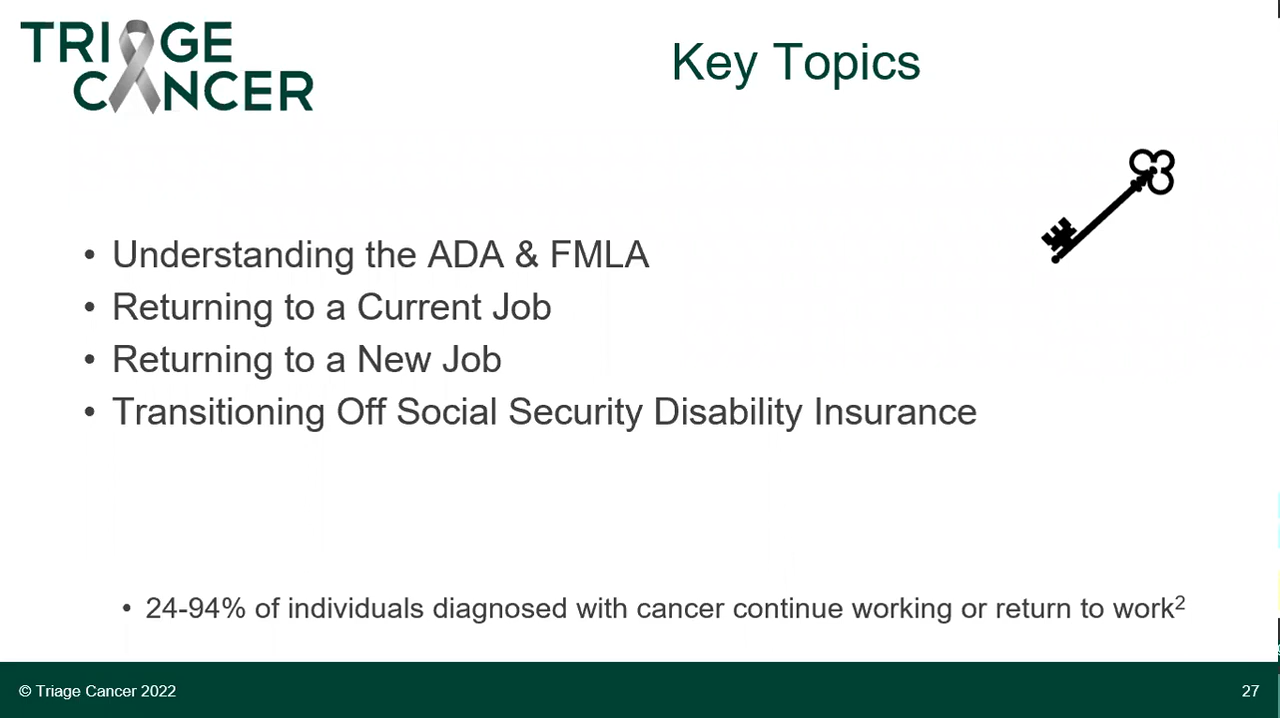 TRIAGE
CANCER
Key Topics
• Understanding the ADA & FMLA
• Returning to a Current Job
• Returning to a New Job
• Transitioning Off Social Security Disability Insurance
• 24-94% of individuals diagnosed with cancer continue working or return to work²
© Triage Cancer 2022
27